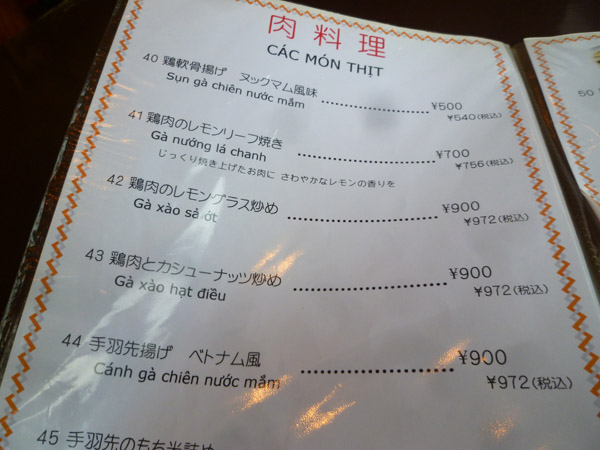 肉料理
CÁC MÓN THỊT
40 鶏軟骨揚げ ヌックマム風味 ¥500
Sụn gà chiên nước mắm ¥540(税込)
41 鶏肉のレモンリーフ焼き ¥700
Gà nướng lá chanh ¥756(税込)
じっくり焼き上げたお肉に さわやかなレモンの香りを
42 鶏肉のレモングラス炒め ¥900
Gà xào sả ớt ¥972(税込)
43 鶏肉とカシューナッツ炒め ¥900
Gà xào hạt điều ¥972(税込)
44 手羽先揚げ ベトナム風 ¥900
Cánh gà chiên nước mắm ¥972(税込)
45 手羽先のもち米詰め
50